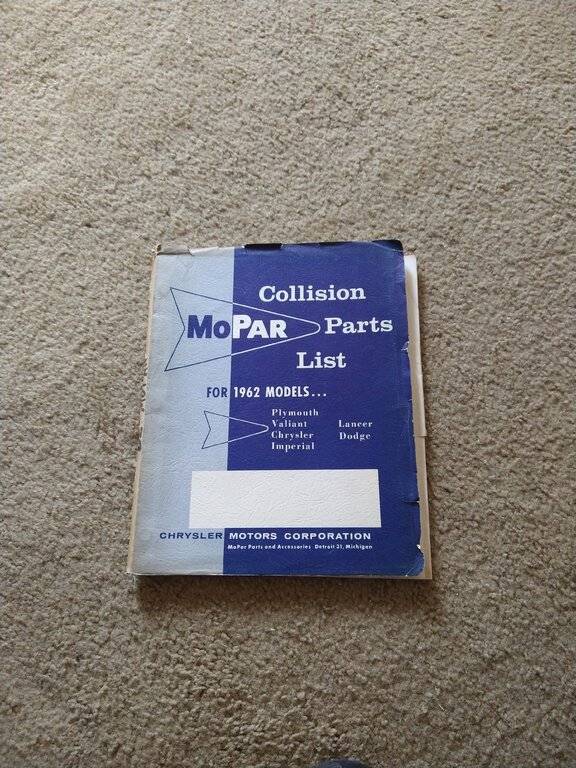 Collision
MoPAR Parts
List
FOR 1962 MODELS...
Plymouth
Valiant Lancer
Chrysler Dodge
Imperial
CHRYSLER MOTORS CORPORATION
MoPar Parts and Accessories Detroit 31, Michigan